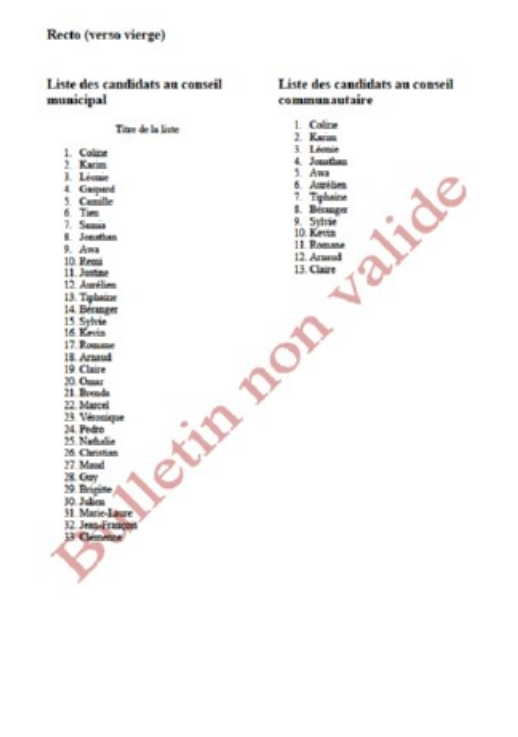 Recto (verso vierge)
Liste des candidats au conseil
municipal
Titre de la liste
1. Coline
2. Karim
3. Léonie
4. Gaspard
5. Camille
6. Tien
7. Samia
8. Jonathan
9. Awa
10. Remi
11. Justine
12. Aurélien
13. Tiphaine
14. Béranger
15. Sylvie
16. Kevin
17. Romane
18. Arnaud
19. Claire
20. Omar
21. Brenda
22. Marcel
23. Véronique
24. Pedro
25. Nathalie
26. Christian
27. Maud
28. Guy
29. Brigitte
30. Julien
31. Marie-Laure
32. Jean-François
33. Clémence
Liste des candidats au conseil
communautaire
1. Coline
2. Karim
3. Léonie
4. Jonathan
5. Awa
6. Aurélien
7. Tiphaine
8. Béranger
9. Sylvie
10. Kevin
11. Romane
12. Arnaud
13. Claire
Bulletin non valide